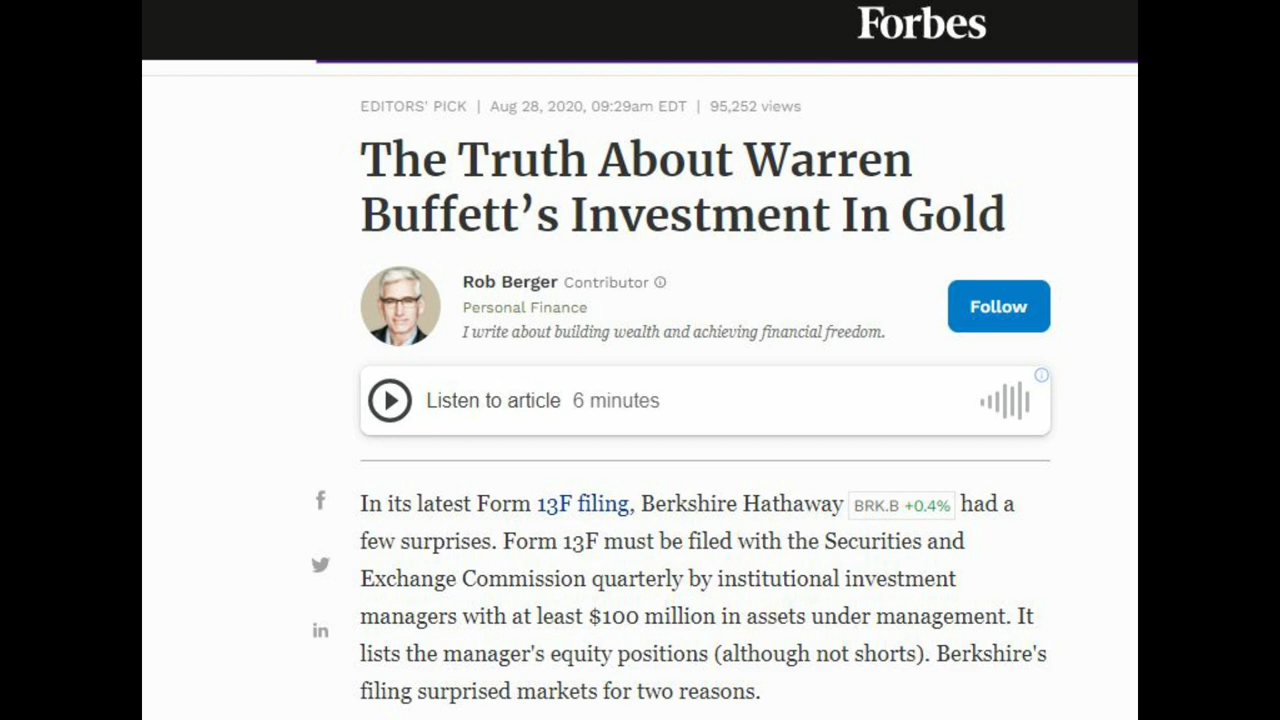 Forbes
EDITORS' PICK | Aug 28, 2020, 09:29am EDT | 95,252 views
The Truth About Warren
Buffett’s Investment In Gold
Rob Berger Contributor
Personal Finance
I write about building wealth and achieving financial freedom.
Follow
Listen to article 6 minutes
In its latest Form 13F filing, Berkshire Hathaway BRK.B +0.4% had a
few surprises. Form 13F must be filed with the Securities and
Exchange Commission quarterly by institutional investment
managers with at least $100 million in assets under management. It
lists the manager's equity positions (although not shorts). Berkshire's
filing surprised markets for two reasons.